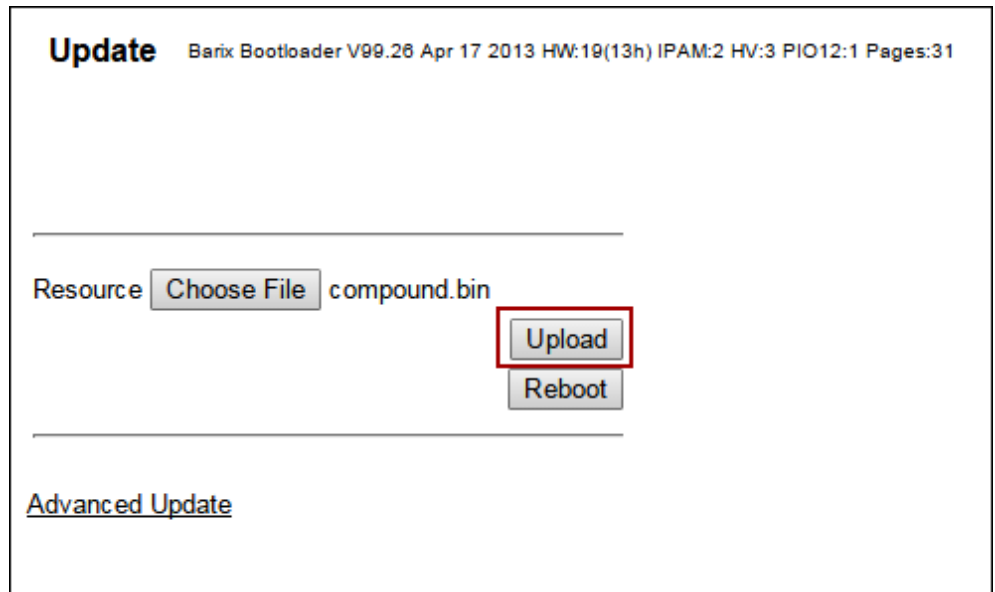 Update Barix Bootloader V99.26 Apr 17 2013 HW:19(13h) IPAM:2 HV:3 PIO12:1 Pages:31
Resource Choose File compound.bin
Upload
Reboot
Advanced Update